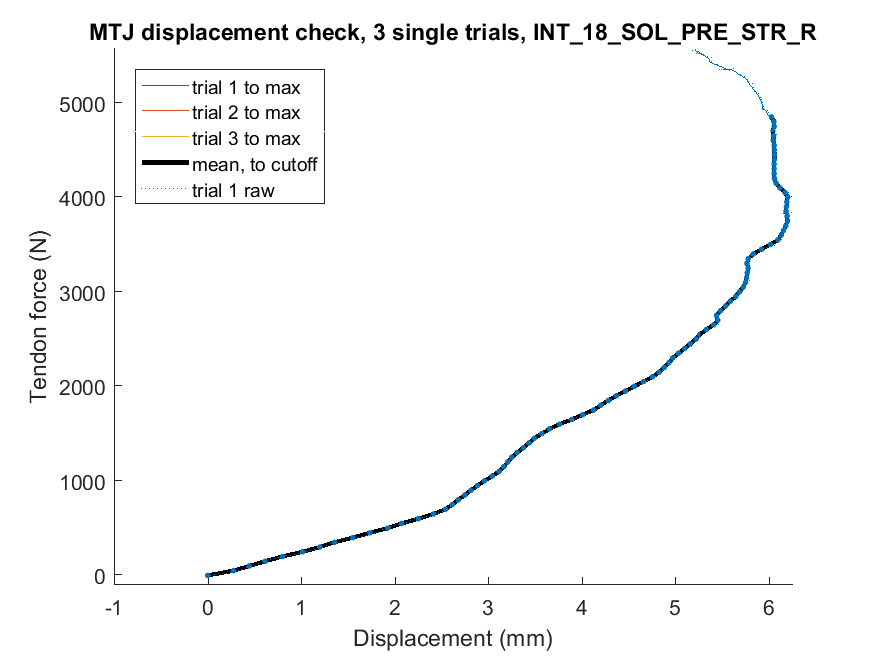 MTJ displacement check, 3 single trials, INT_18_SOL_PRE_STR_R
trial 1 to max
trial 2 to max
trial 3 to max
mean, to cutoff
trial 1 raw
5000
4000
3000
2000
1000
0
Tendon force (N)
-1 0 1 2 3 4 5 6
Displacement (mm)